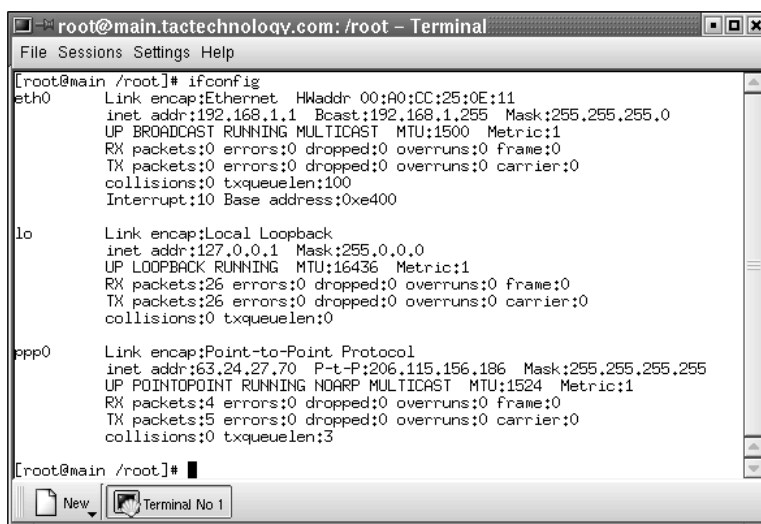 root@main.tactechnology.com: /root – Terminal
File Sessions Settings Help
[root@main /root]# ifconfig
eth0 Link encap:Ethernet HWaddr 00:A0:CC:25:0E:11
inet addr:192.168.1.1 Bcast:192.168.1.255 Mask:255.255.255.0
UP BROADCAST RUNNING MULTICAST MTU:1500 Metric:1
RX packets:0 errors:0 dropped:0 overruns:0 frame:0
TX packets:0 errors:0 dropped:0 overruns:0 carrier:0
collisions:0 txqueuelen:100
Interrupt:10 Base address:0xe400
lo Link encap:Local Loopback
inet addr:127.0.0.1 Mask:255.0.0.0
UP LOOPBACK RUNNING MTU:16436 Metric:1
RX packets:26 errors:0 dropped:0 overruns:0 frame:0
TX packets:26 errors:0 dropped:0 overruns:0 carrier:0
collisions:0 txqueuelen:0
ppp0 Link encap:Point-to-Point Protocol
inet addr:63.24.27.70 P-t-P:206.115.156.186 Mask:255.255.255.255
UP POINTOPOINT RUNNING NOARP MULTICAST MTU:1524 Metric:1
RX packets:4 errors:0 dropped:0 overruns:0 frame:0
TX packets:5 errors:0 dropped:0 overruns:0 carrier:0
collisions:0 txqueuelen:3
[root@main /root]#
New Terminal No 1